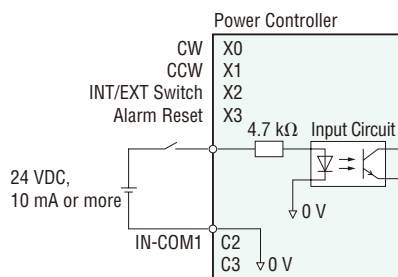 Power Controller
CW X0
CCW X1
INT/EXT Switch X2
Alarm Reset X3
4.7 kΩ Input Circuit
24 VDC,
10 mA or more
0 V
IN-COM1 C2
C3 0 V